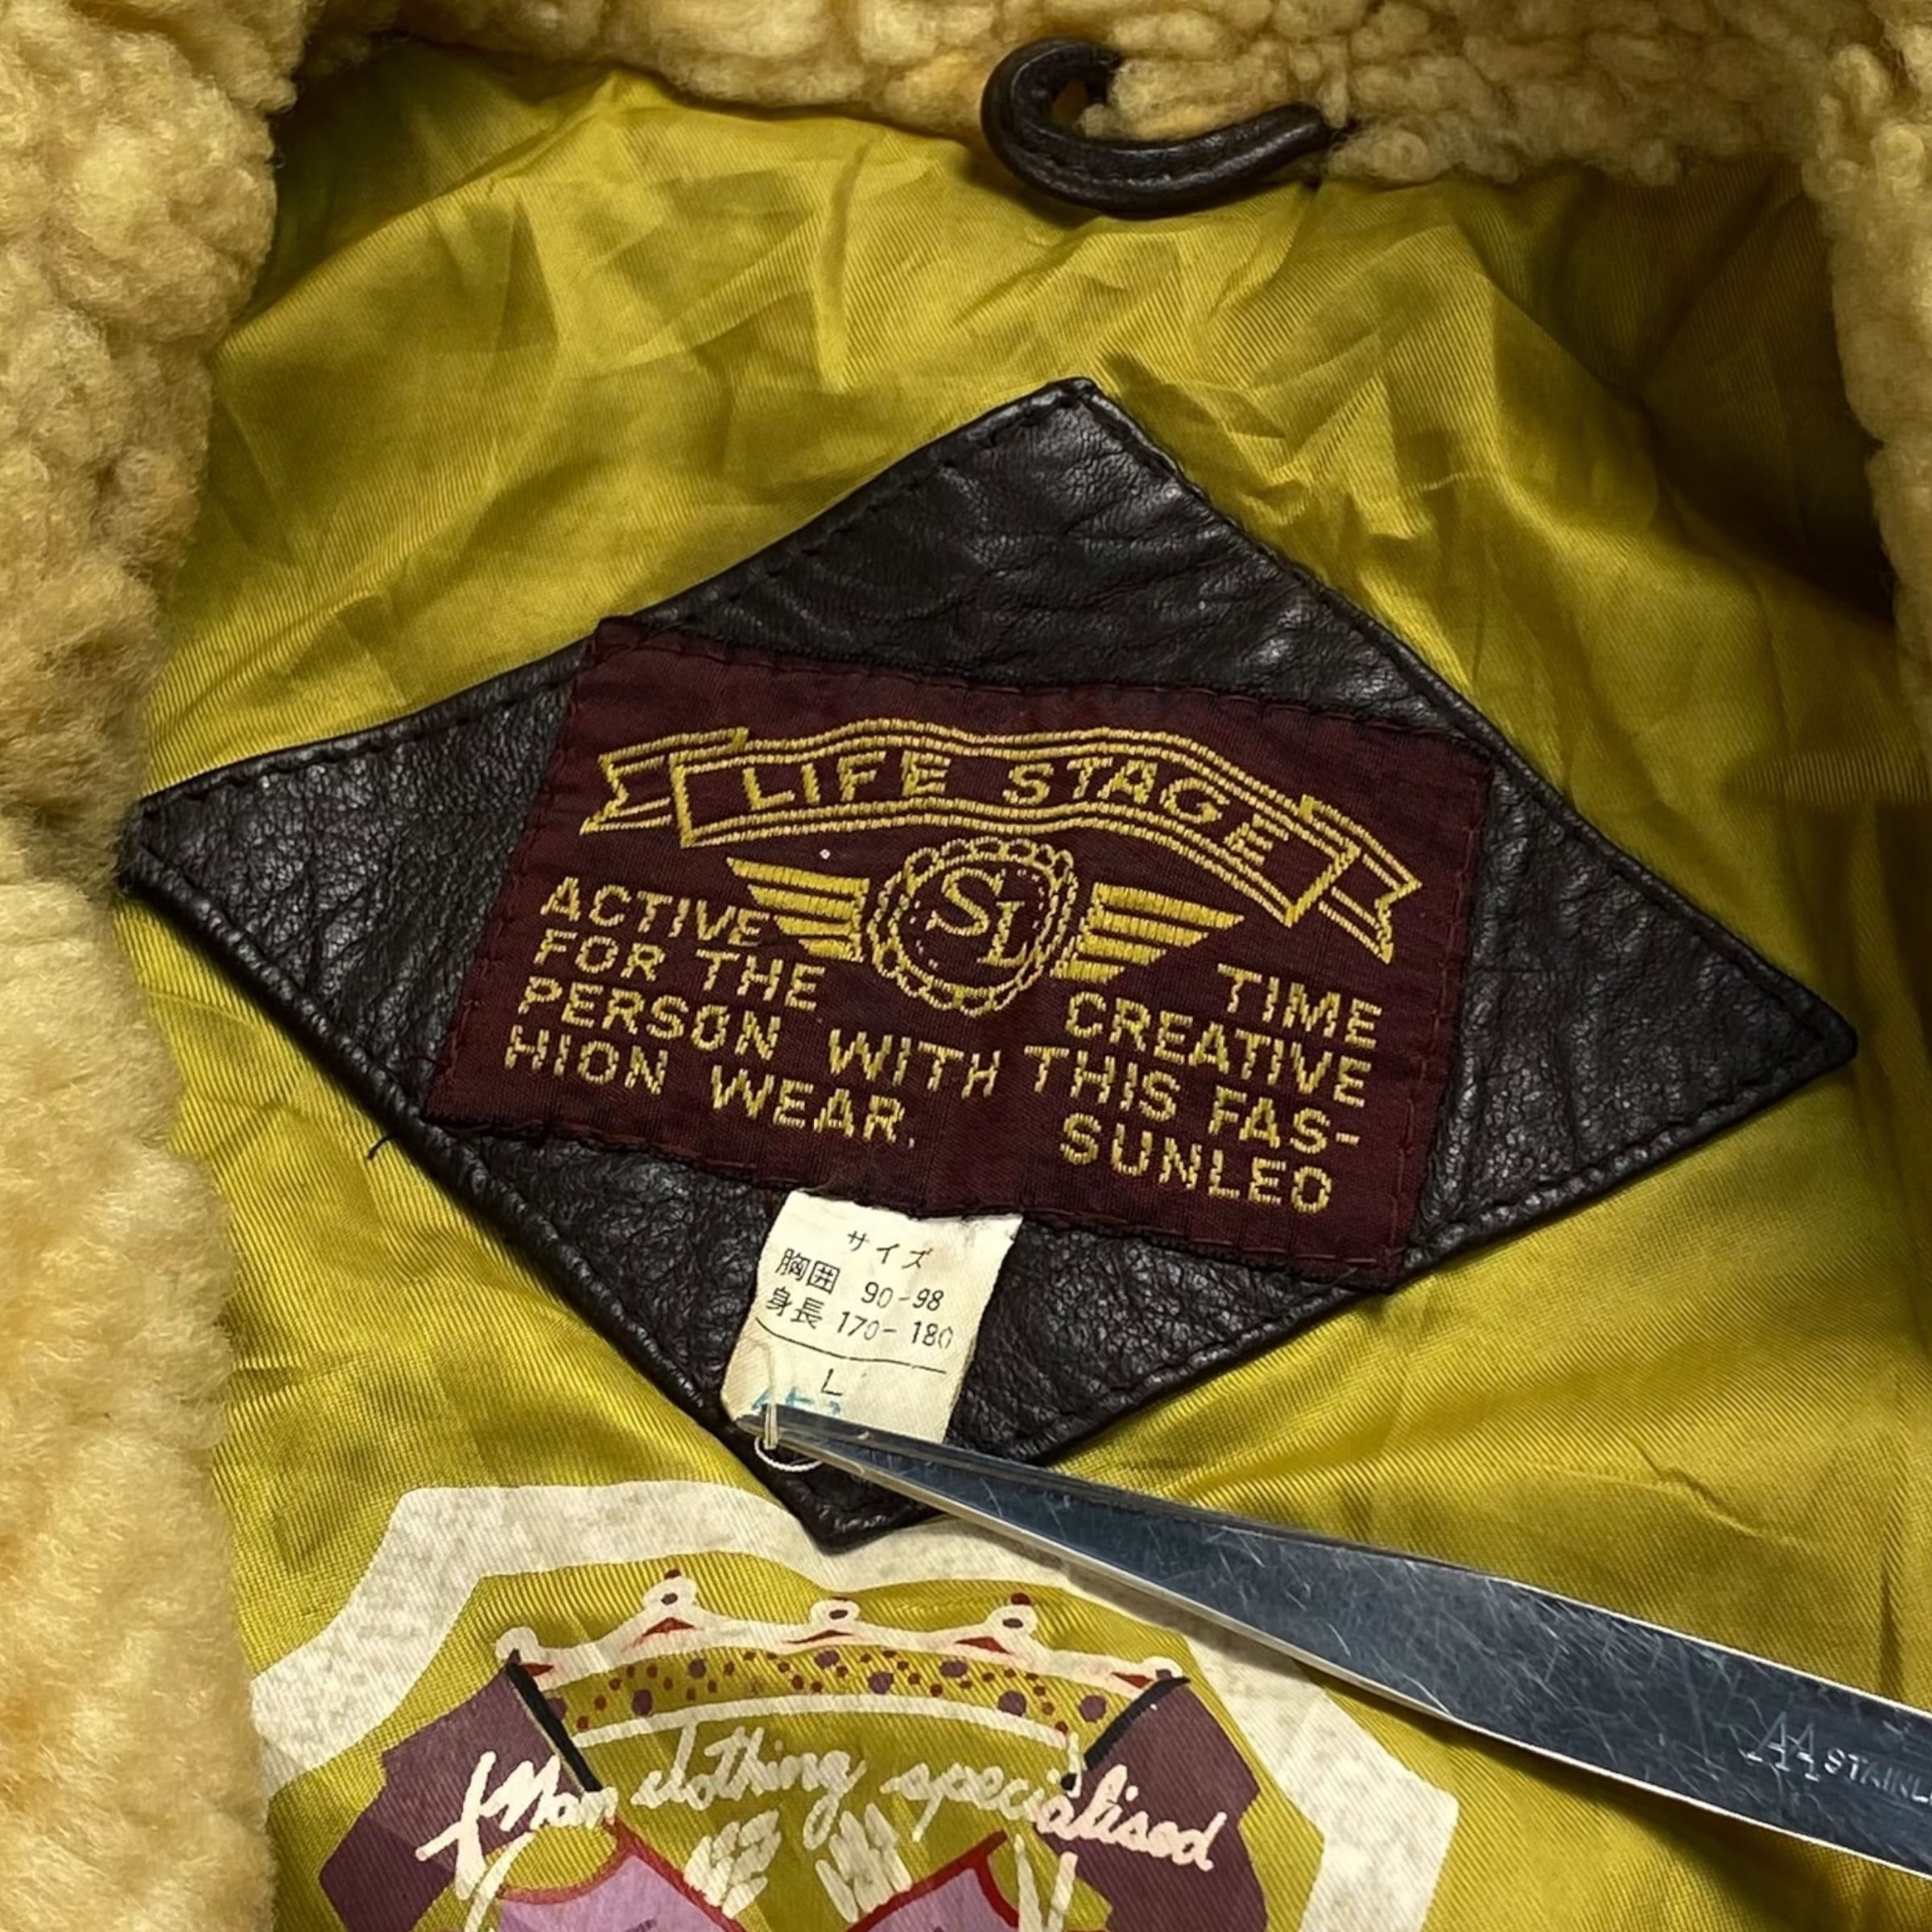 LIFE STAGE
SL
ACTIVE TIME
FOR THE CREATIVE
PERSON WITH THIS FAS-
HION WEAR. SUNLEO
サイズ
胸囲 90-98
身長 170-180
L
Man clothing specialised
AA STAINL